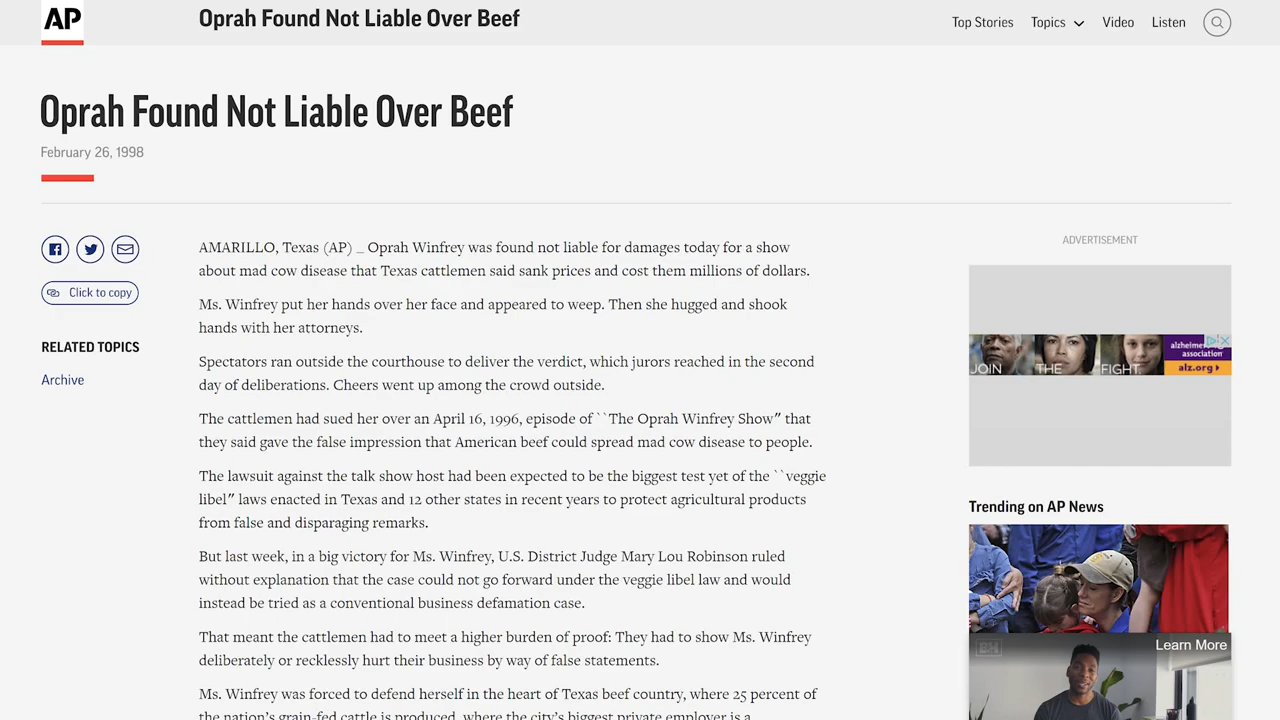 AP
Oprah Found Not Liable Over Beef
Top Stories
Topics
Video
Listen
Oprah Found Not Liable Over Beef
February 26, 1998
Click to copy
RELATED TOPICS
Archive
AMARILLO, Texas (AP) _ Oprah Winfrey was found not liable for damages today for a show
about mad cow disease that Texas cattlemen said sank prices and cost them millions of dollars.
Ms. Winfrey put her hands over her face and appeared to weep. Then she hugged and shook
hands with her attorneys.
Spectators ran outside the courthouse to deliver the verdict, which jurors reached in the second
day of deliberations. Cheers went up among the crowd outside.
The cattlemen had sued her over an April 16, 1996, episode of ``The Oprah Winfrey Show″ that
they said gave the false impression that American beef could spread mad cow disease to people.
The lawsuit against the talk show host had been expected to be the biggest test yet of the ``veggie
libel″ laws enacted in Texas and 12 other states in recent years to protect agricultural products
from false and disparaging remarks.
But last week, in a big victory for Ms. Winfrey, U.S. District Judge Mary Lou Robinson ruled
without explanation that the case could not go forward under the veggie libel law and would
instead be tried as a conventional business defamation case.
That meant the cattlemen had to meet a higher burden of proof: They had to show Ms. Winfrey
deliberately or recklessly hurt their business by way of false statements.
Ms. Winfrey was forced to defend herself in the heart of Texas beef country, where 25 percent of
the nation's grain-fed cattle is produced, where the city's biggest private employer is a
ADVERTISEMENT
JOIN THE FIGHT
alzheimer's
association
alz.org
Trending on AP News
Learn More